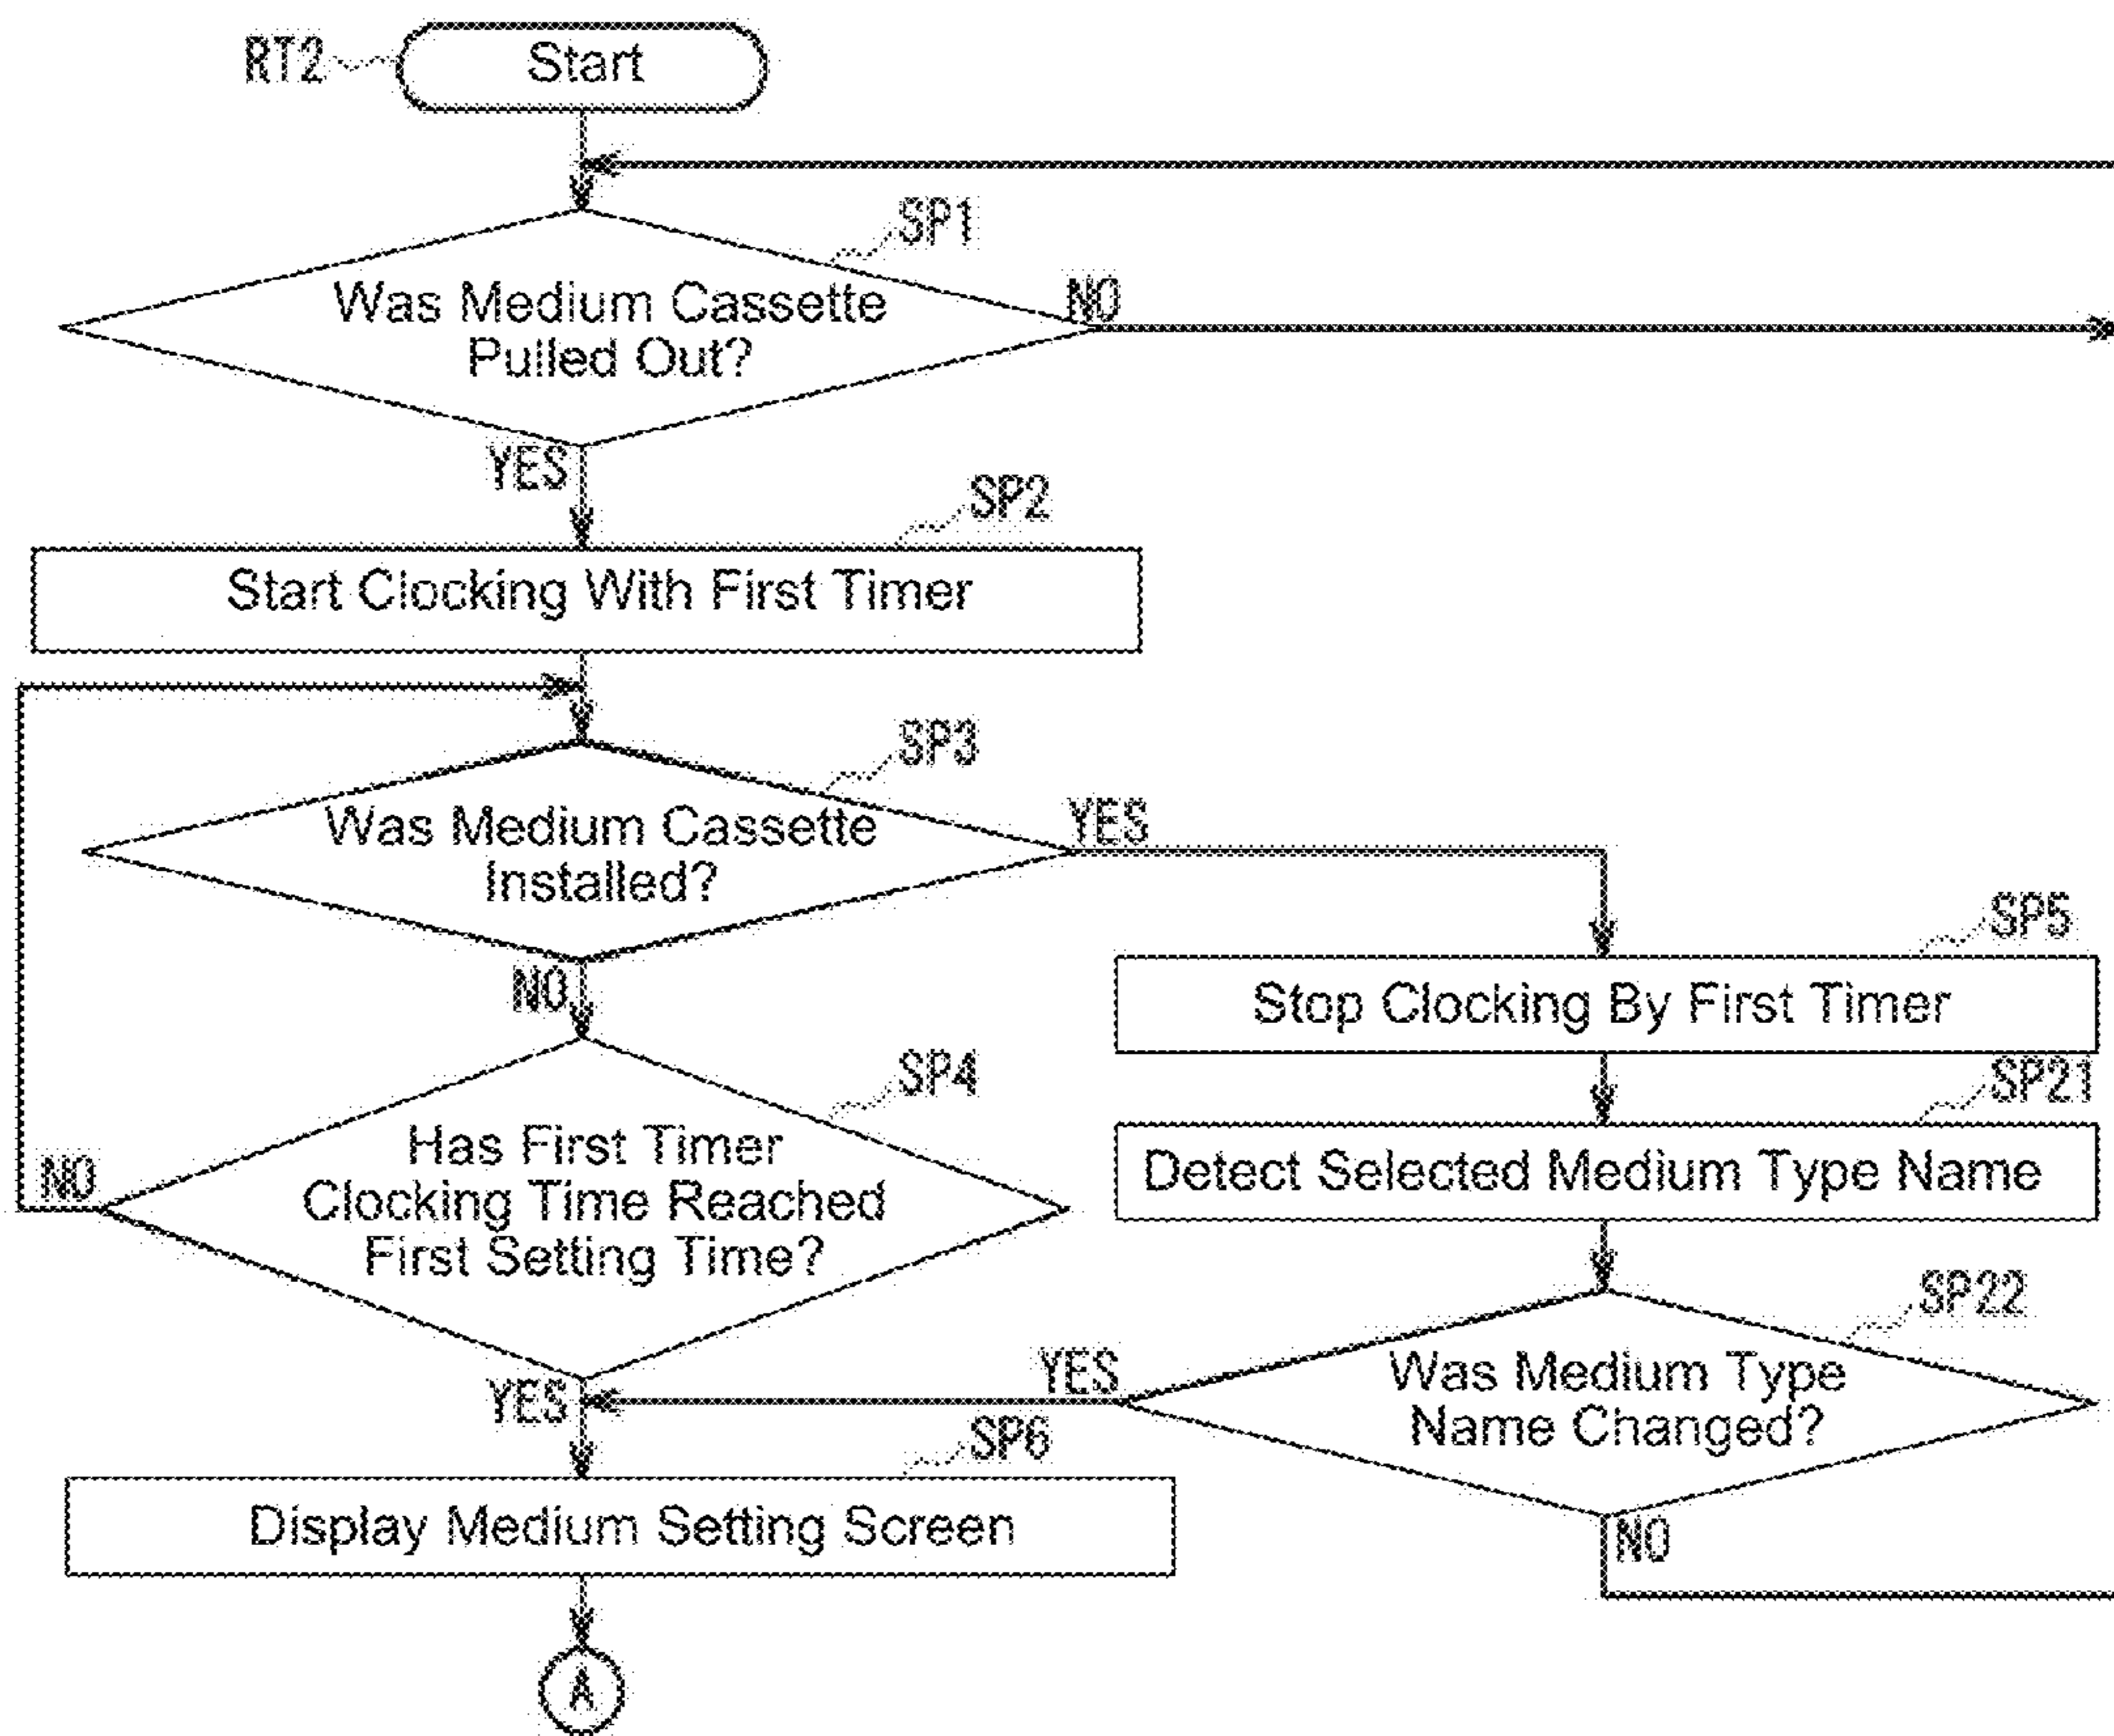 RT2
Start
SP1
Was Medium Cassette
Pulled Out?
NO
YES
SP2
Start Clocking With First Timer
SP3
Was Medium Cassette
Installed?
YES
NO
SP5
Stop Clocking By First Timer
SP4
Has First Timer
Clocking Time Reached
First Setting Time?
NO
YES
SP21
Detect Selected Medium Type Name
SP22
Was Medium Type
Name Changed?
YES
NO
SP6
Display Medium Setting Screen
A